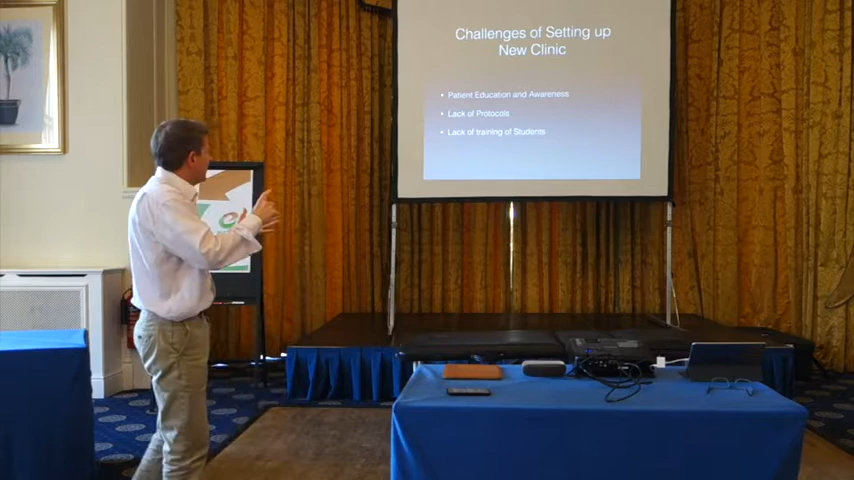 Challenges of Setting up
New Clinic
• Patient Education and Awareness
• Lack of Protocols
• Lack of training of Students
e